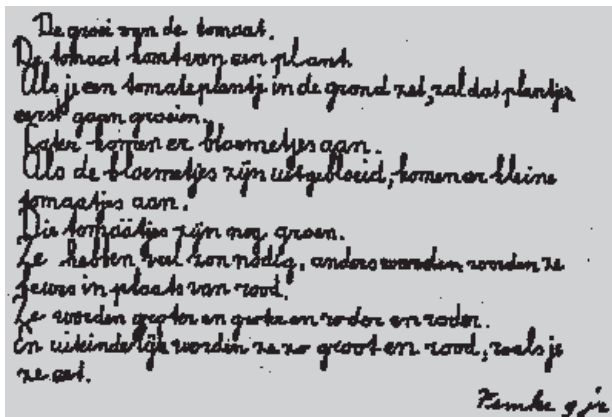 De groei van de tomaat.
De tomaat komt van een plant
Als je een tomateplantje in de grond zet, zal dat plantje
eerst gaan groeien.
Later komen er bloemetjes aan.
Als de bloemetjes zijn uitgebloeid, komen er kleine
tomaatjes aan.
Die tomaätjes zijn nog groen.
Ze hebben veel zon nodig, anders worden ze
in plaats van rood.
Ze worden groter en groter en roder en roder.
En uiteindelijk worden ze zo groot en rood, zoals je
ze eet.
Femke 9 jr